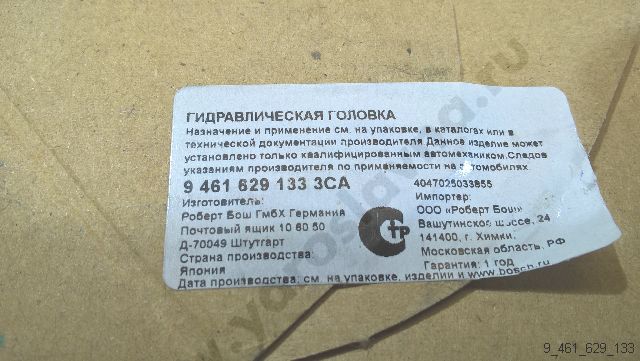 ГИДРАВЛИЧЕСКАЯ ГОЛОВКА
Назначение и применение см. на упаковке, в каталогах или в
технической документации производителя Данное изделие может
установлено только квалифицированным автомехаником.Следов
указаниям производителя по применяемости на автомобилях
9 461 629 133 3CA
4047025033855
Изготовитель:
Роберт Бош ГмбХ Германия
Почтовый ящик 10 60 50
Д-70049 Штутгарт
Страна производства:
Япония
Импортер:
ООО «Роберт Бош»
Вашутинское шоссе, 24
141400, г. Химки,
Московская область, РФ
Гарантия: 1 год
Дата производства: см. на упаковке, изделии и www.bosch.ru
9_461_629_133